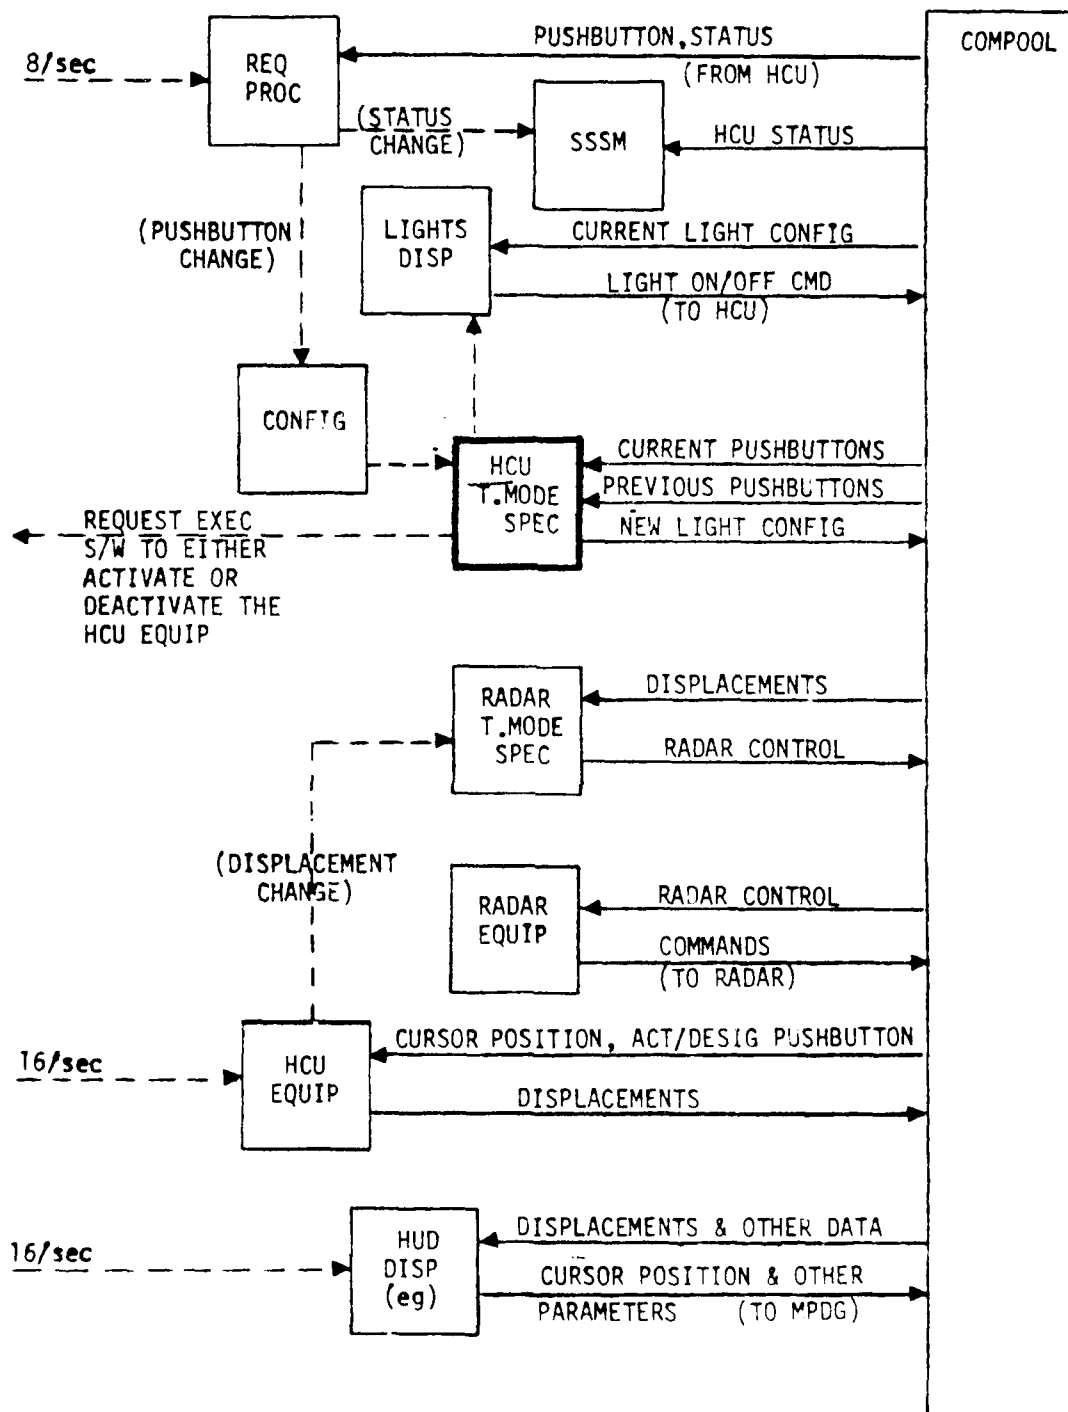 PUSHBUTTON,STATUS
COMPOOL
8/sec
REQ
PROC
(FROM HCU)
(STATUS
CHANGE)
SSSM
HCU STATUS
(PUSHBUTTON
CHANGE)
LIGHTS
DISP
CURRENT LIGHT CONFIG
LIGHT ON/OFF CMD
(TO HCU)
CONFIG
HCU
T.MODE
SPEC
CURRENT PUSHBUTTONS
PREVIOUS PUSHBUTTONS
NEW LIGHT CONFIG
REQUEST EXEC
S/W TO EITHER
ACTIVATE OR
DEACTIVATE THE
HCU EQUIP
RADAR
T.MODE
SPEC
DISPLACEMENTS
RADAR CONTROL
(DISPLACEMENT
CHANGE)
RADAR
EQUIP
RADAR CONTROL
COMMANDS
(TO RADAR)
16/sec
HCU
EQUIP
CURSOR POSITION, ACT/DESIG PUSHBUTTON
DISPLACEMENTS
16/sec
HUD
DISP
(eg)
DISPLACEMENTS & OTHER DATA
CURSOR POSITION & OTHER
PARAMETERS (TO MPDG)